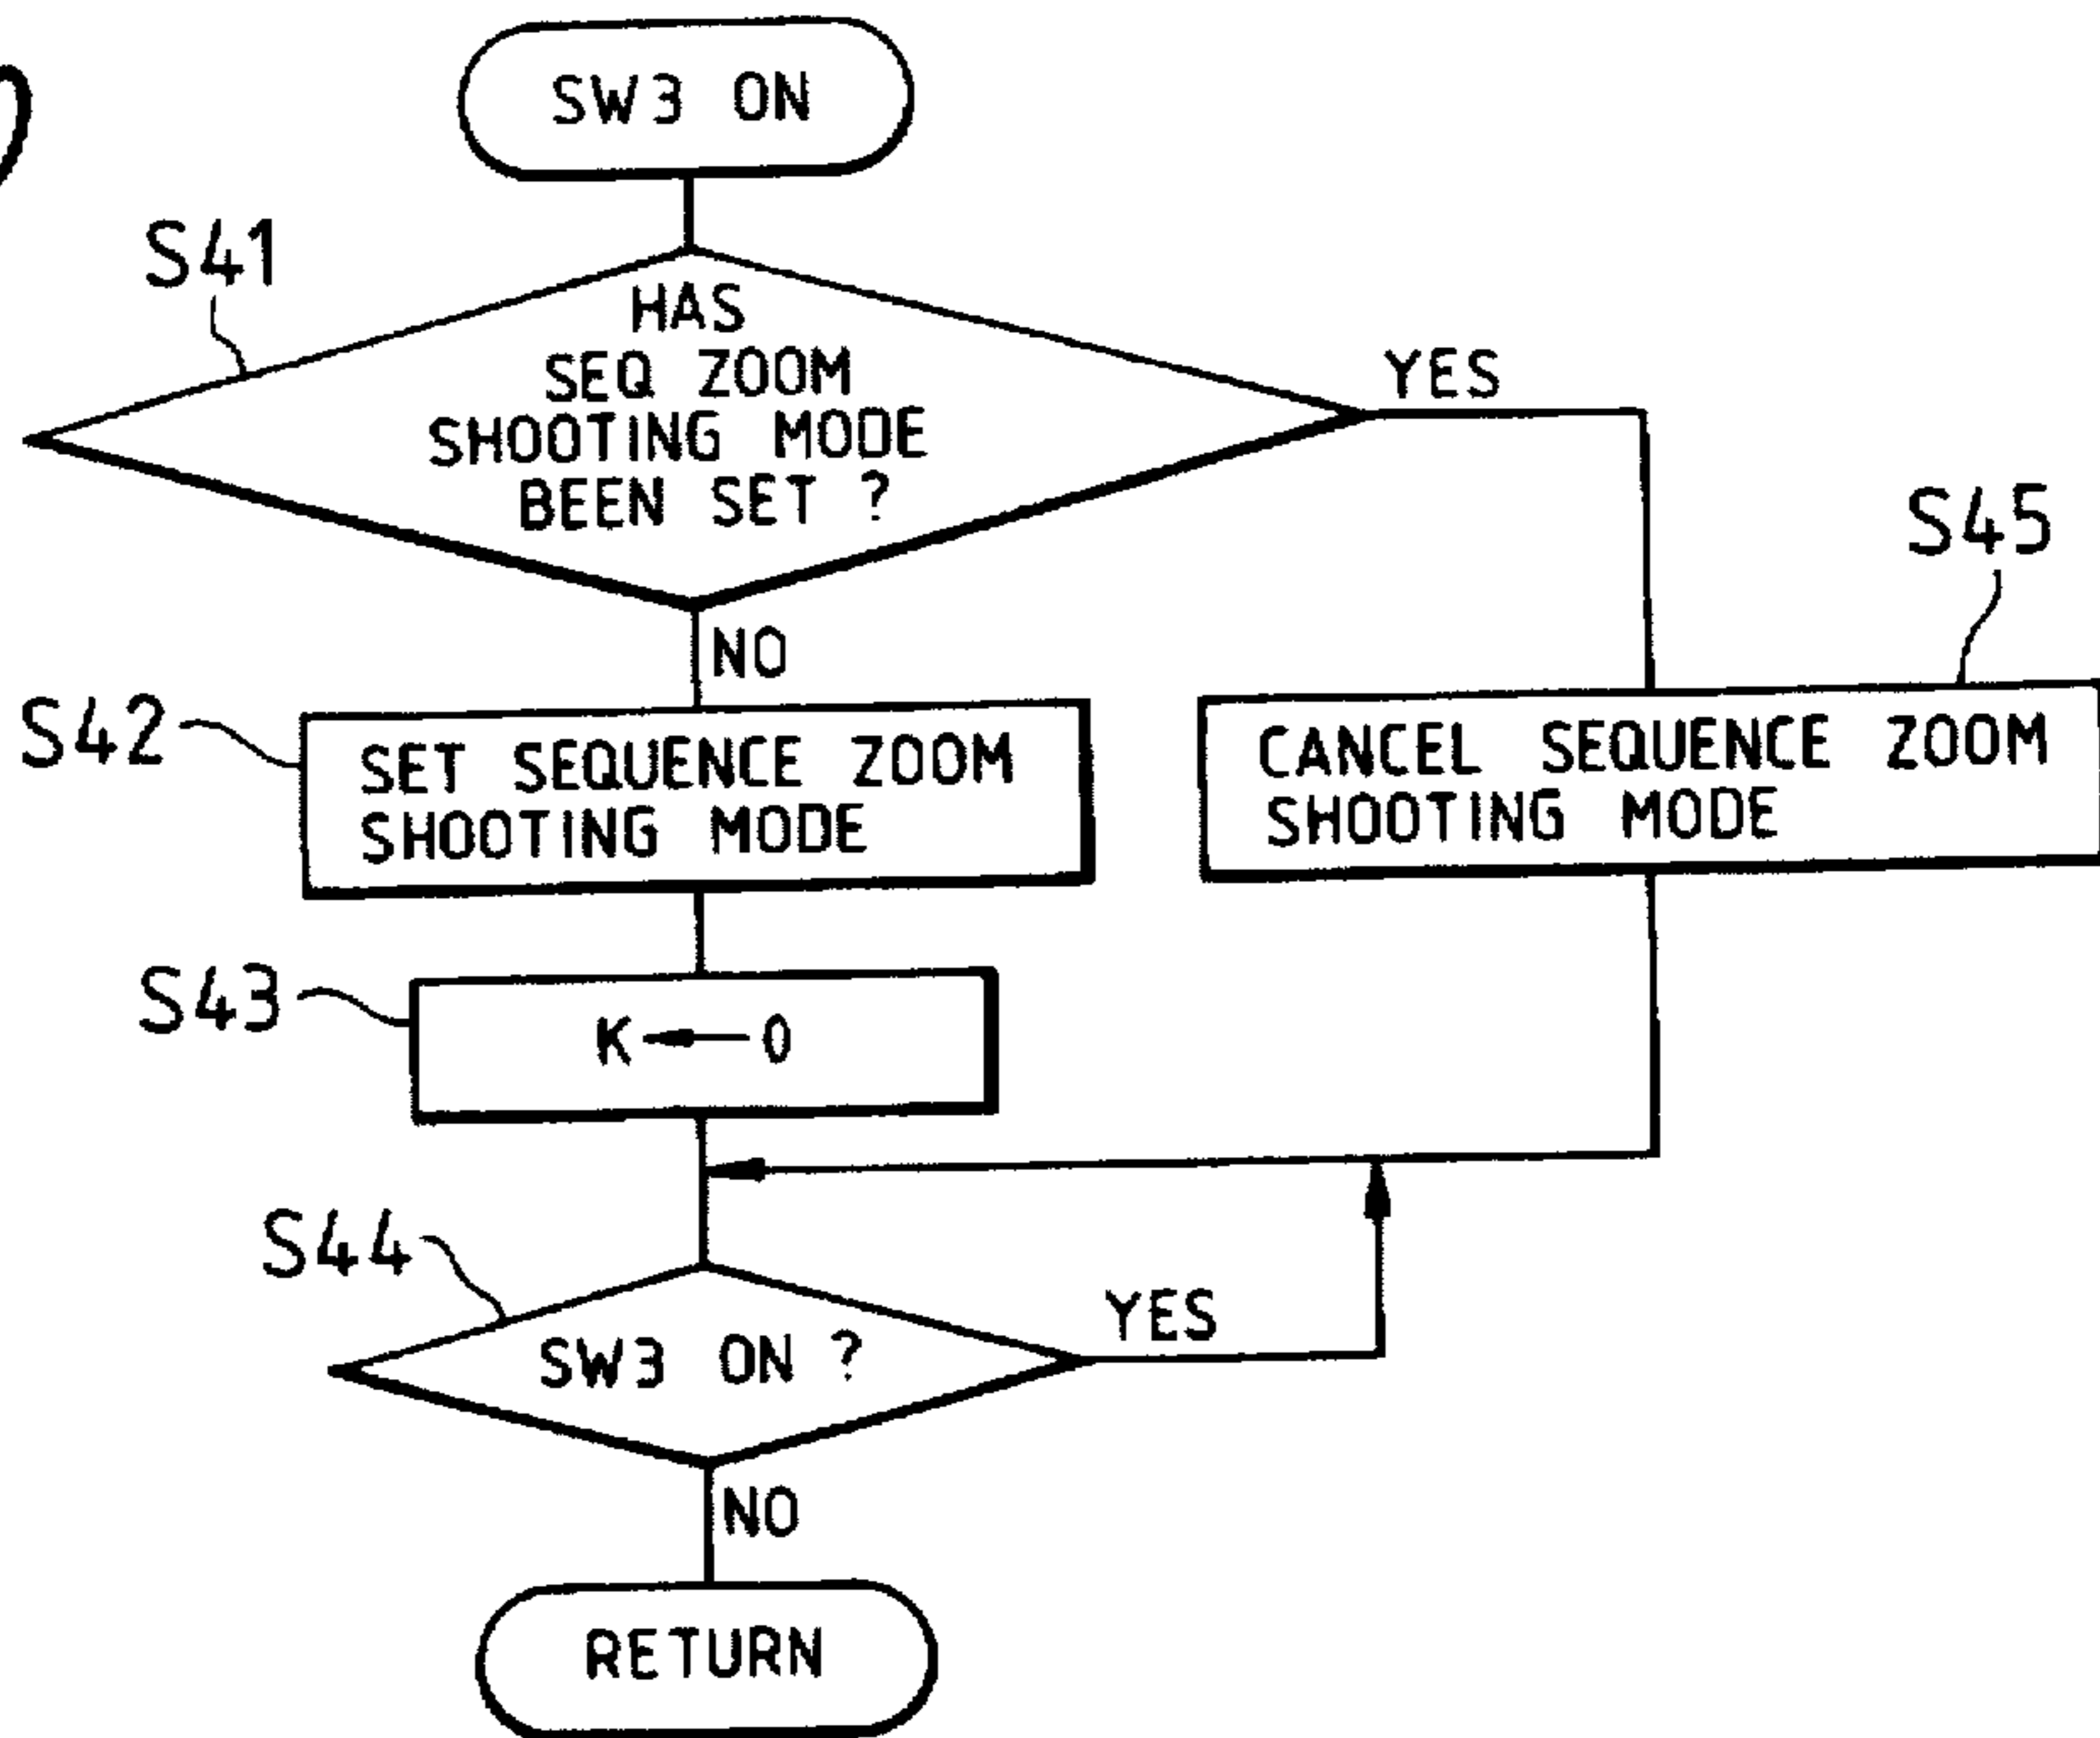 SW3 ON
S41
HAS
SEQ ZOOM
SHOOTING MODE
BEEN SET ?
YES
NO
S42
SET SEQUENCE ZOOM
SHOOTING MODE
S45
CANCEL SEQUENCE ZOOM
SHOOTING MODE
S43
K ← 0
S44
SW3 ON ?
YES
NO
RETURN